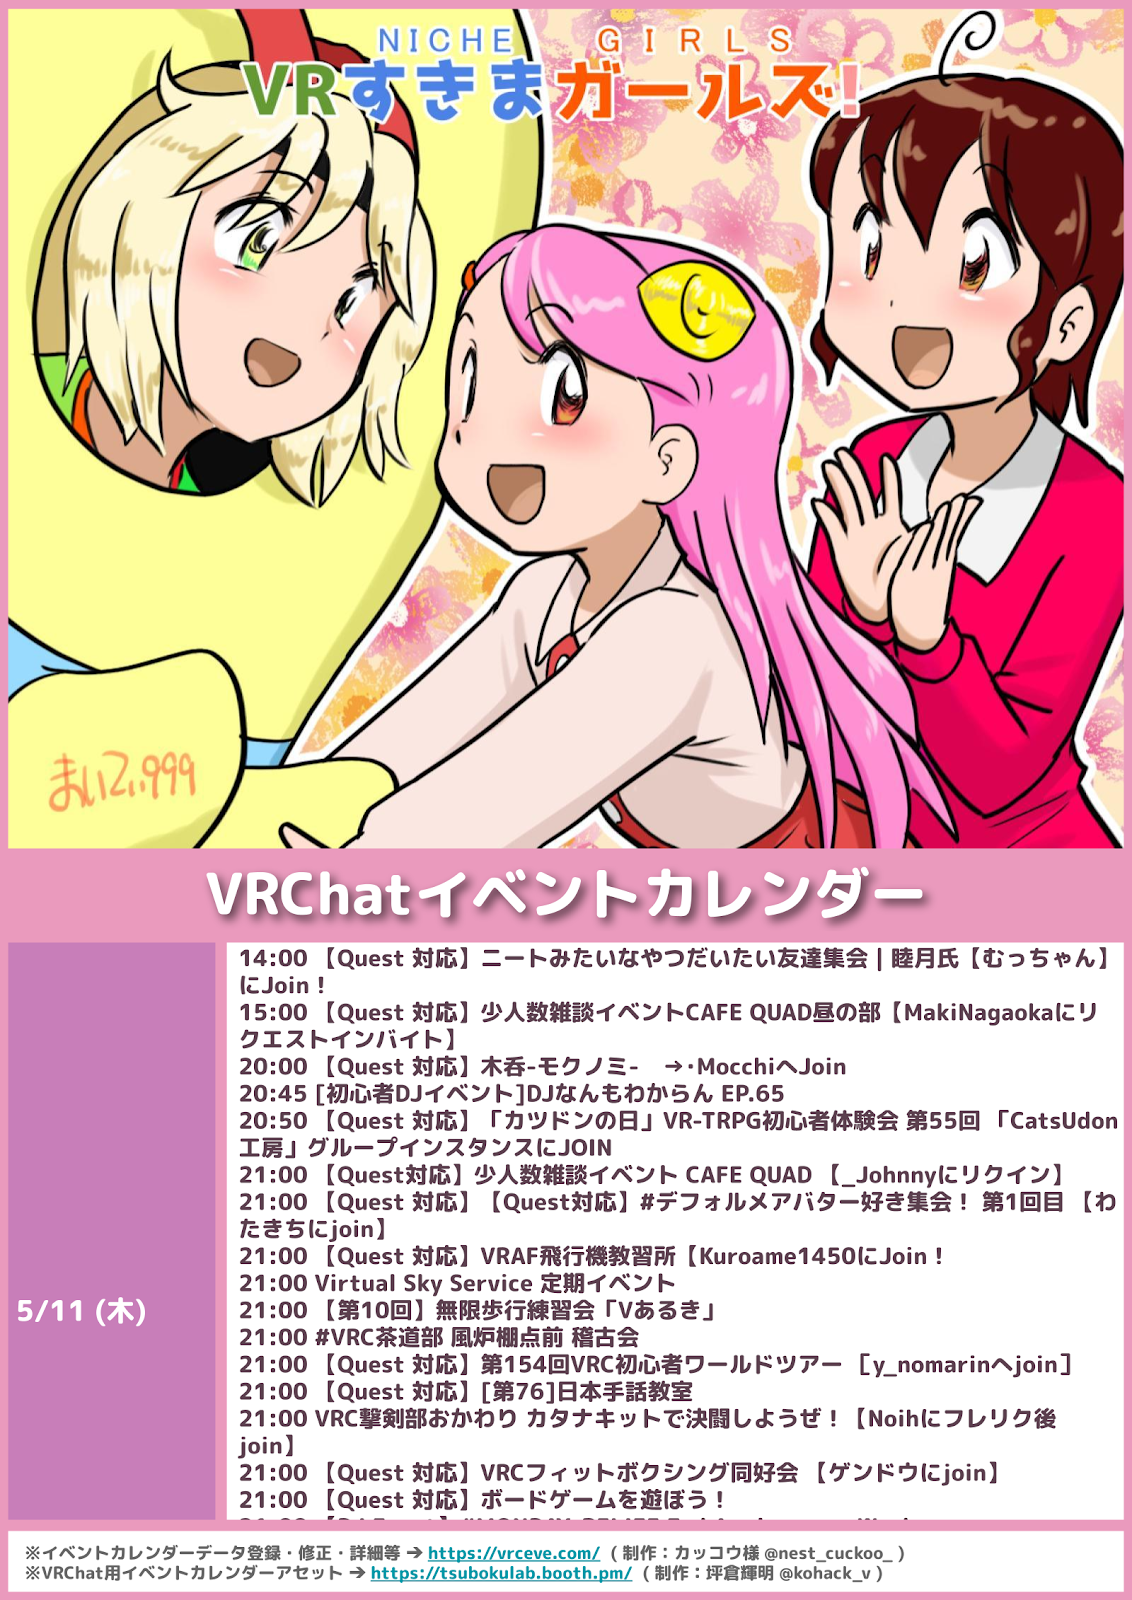 NICHE GIRLS
VRすきまガールズ!
まいてい999
VRChatイベントカレンダー
5/11 (木)
14:00 【Quest 対応】ニートみたいなやつだいたい友達集会 | 睦月氏【むっちゃん】
にJoin！
15:00 【Quest 対応】少人数雑談イベントCAFE QUAD昼の部【MakiNagaokaにリ
クエストインバイト】
20:00 【Quest 対応】木呑-モクノミ-　→･MocchiへJoin
20:45 [初心者DJイベント]DJなんもわからん EP.65
20:50 【Quest 対応】「カツドンの日」VR-TRPG初心者体験会 第55回 「CatsUdon
工房」グループインスタンスにJOIN
21:00 【Quest対応】少人数雑談イベント CAFE QUAD 【_Johnnyにリクイン】
21:00 【Quest 対応】【Quest対応】#デフォルメアバター好き集会！ 第1回目 【わ
たきちにjoin】
21:00 【Quest 対応】VRAF飛行機教習所【Kuroame1450にJoin！
21:00 Virtual Sky Service 定期イベント
21:00 【第10回】無限歩行練習会「Vあるき」
21:00 #VRC茶道部 風炉棚点前 稽古会
21:00 【Quest 対応】第154回VRC初心者ワールドツアー ［y_nomarinへjoin］
21:00 【Quest 対応】[第76]日本手話教室
21:00 VRC撃剣部おかわり カタナキットで決闘しようぜ！【Noihにフレリク後
join】
21:00 【Quest 対応】VRCフィットボクシング同好会 【ゲンドウにjoin】
21:00 【Quest 対応】ボードゲームを遊ぼう！
※イベントカレンダーデータ登録・修正・詳細等 ➔ https://vrceve.com/ （制作：カッコウ様 @nest_cuckoo_ ）
※VRChat用イベントカレンダーアセット ➔ https://tsubokulab.booth.pm/ （制作：坪倉輝明 @kohack_v ）